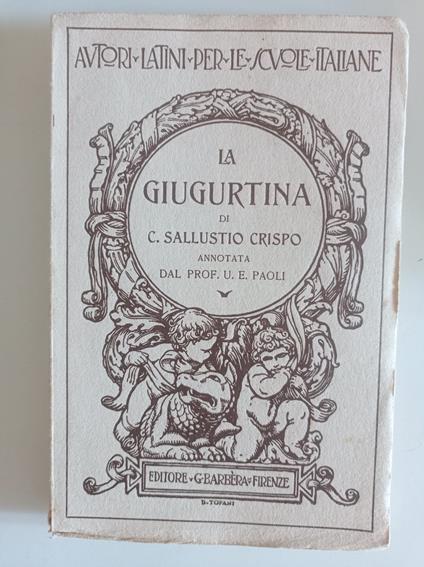 AVTORI·LATINI·PER·LE·SCVOLE·ITALIANE
LA
GIUGURTINA
DI
C. SALLUSTIO CRISPO
ANNOTATA
DAL PROF. U. E. PAOLI
EDITORE·G·BARBÈRA·FIRENZE
D·TOFANI